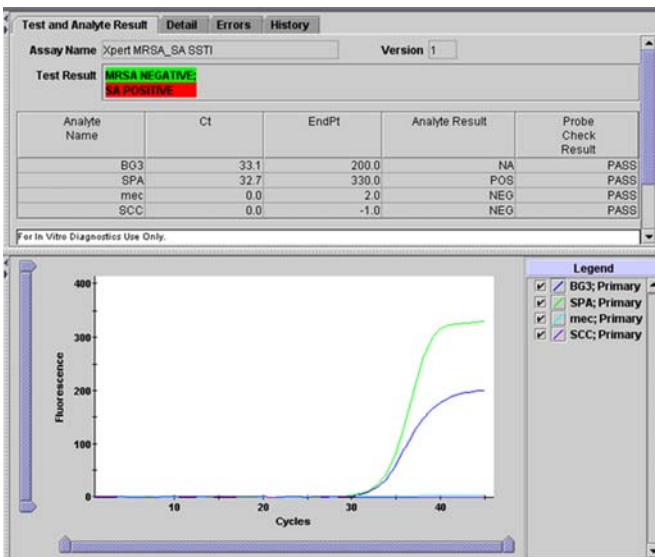 Test and Analyte Result Detail Errors History
Assay Name Xpert MRSA_SA SSTI Version 1
Test Result MRSA NEGATIVE;
SA POSITIVE
Analyte Name Ct EndPt Analyte Result Probe Check Result
BG3 33.1 200.0 NA PASS
SPA 32.7 330.0 POS PASS
mec 0.0 2.0 NEG PASS
SCC 0.0 -1.0 NEG PASS
For In Vitro Diagnostics Use Only.
Legend
BG3; Primary
SPA; Primary
mec; Primary
SCC; Primary
400
300
200
100
0
Fluorescence
10 20 30 40
Cycles